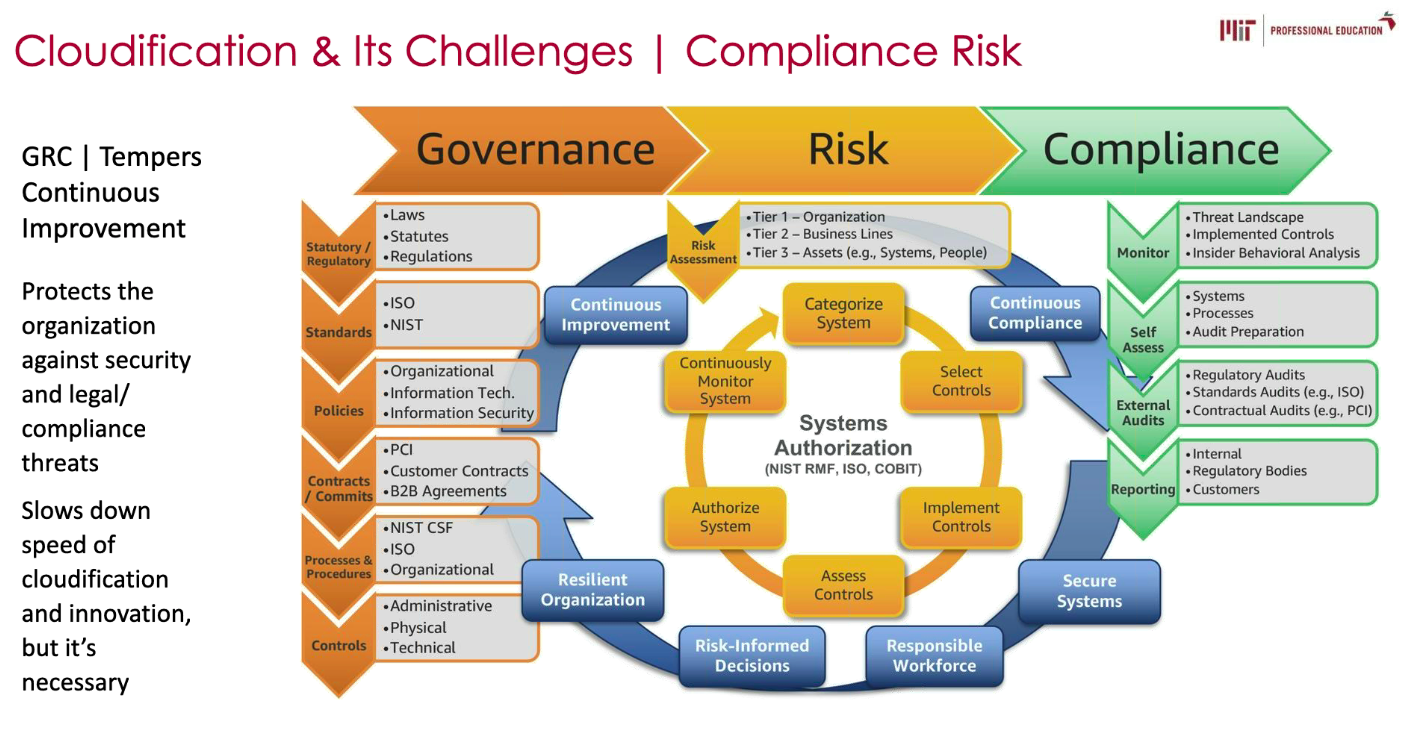 Cloudification & Its Challenges | Compliance Risk
MIT
PROFESSIONAL EDUCATION
GRC | Tempers
Continuous
Improvement
Protects the
organization
against security
and legal/
compliance
threats
Slows down
speed of
cloudification
and innovation,
but it's
necessary
Governance
Risk
Compliance
Statutory /
Regulatory
•Laws
•Statutes
•Regulations
Standards
•ISO
•NIST
Policies
•Organizational
•Information Tech.
•Information Security
Contracts
/ Commits
•PCI
•Customer Contracts
•B2B Agreements
Processes &
Procedures
•NIST CSF
•ISO
•Organizational
Controls
•Administrative
•Physical
•Technical
Risk
Assessment
•Tier 1 – Organization
•Tier 2 – Business Lines
•Tier 3 – Assets (e.g., Systems, People)
Continuous
Improvement
Continuous
Compliance
Categorize
System
Select
Controls
Implement
Controls
Assess
Controls
Authorize
System
Continuously
Monitor
System
Systems
Authorization
(NIST RMF, ISO, COBIT)
Secure
Systems
Responsible
Workforce
Risk-Informed
Decisions
Resilient
Organization
Monitor
•Threat Landscape
•Implemented Controls
•Insider Behavioral Analysis
Self
Assess
•Systems
•Processes
•Audit Preparation
External
Audits
•Regulatory Audits
•Standards Audits (e.g., ISO)
•Contractual Audits (e.g., PCI)
Reporting
•Internal
•Regulatory Bodies
•Customers